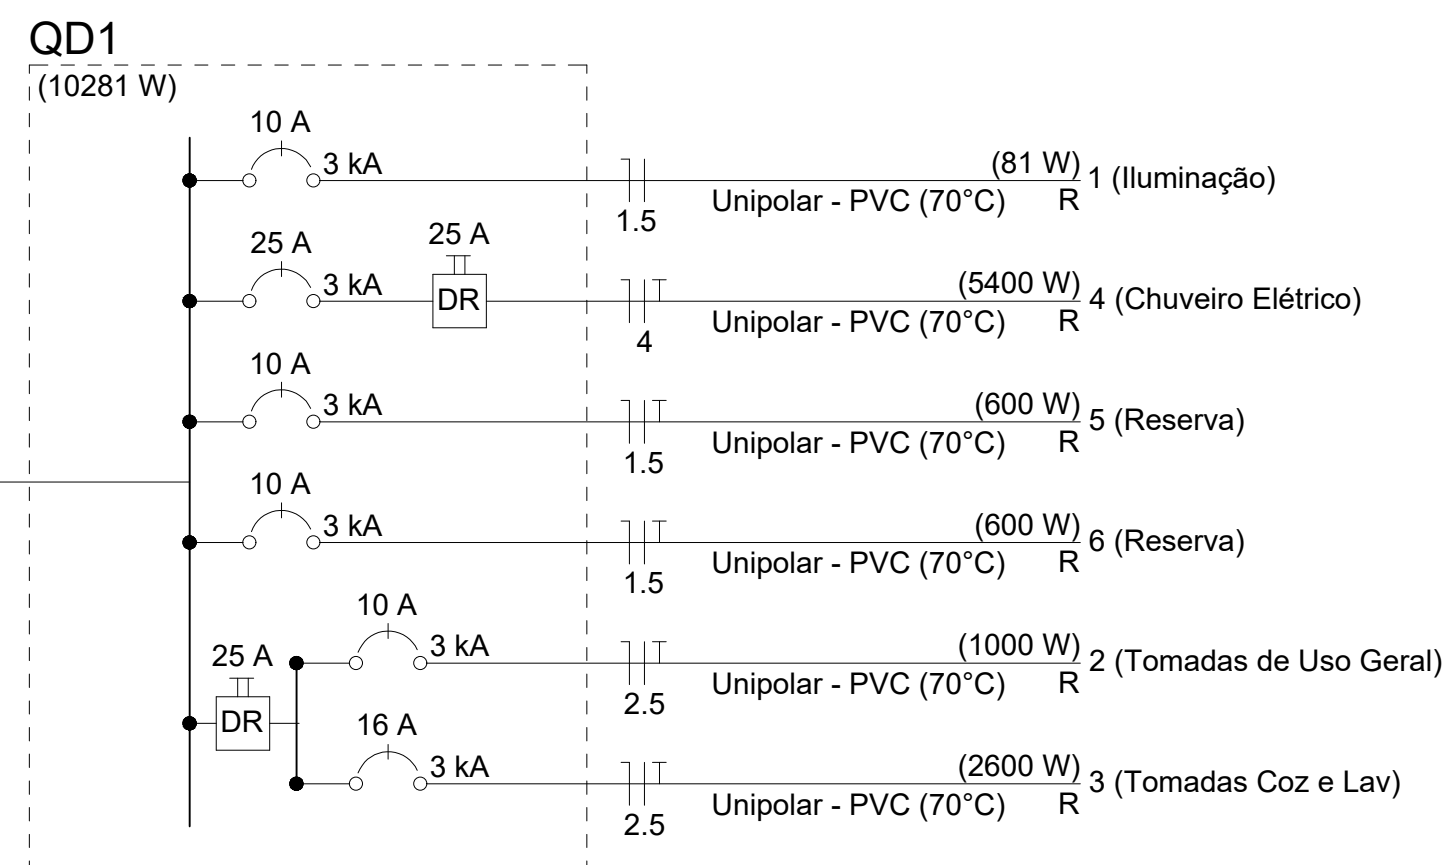 QD1
(10281 W)
10 A
3 kA
(81 W)
1 (Iluminação)
Unipolar - PVC (70°C)
R
1.5
25 A
3 kA
25 A
DR
(5400 W)
4 (Chuveiro Elétrico)
Unipolar - PVC (70°C)
R
4
10 A
3 kA
(600 W)
5 (Reserva)
Unipolar - PVC (70°C)
R
1.5
10 A
3 kA
(600 W)
6 (Reserva)
Unipolar - PVC (70°C)
R
1.5
25 A
DR
10 A
3 kA
(1000 W)
2 (Tomadas de Uso Geral)
Unipolar - PVC (70°C)
R
2.5
16 A
3 kA
(2600 W)
3 (Tomadas Coz e Lav)
Unipolar - PVC (70°C)
R
2.5